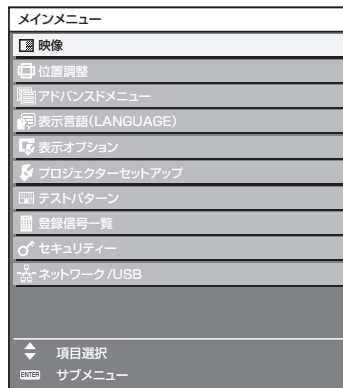 メインメニュー
映像
位置調整
アドバンスドメニュー
表示言語(LANGUAGE)
表示オプション
プロジェクターセットアップ
テストパターン
登録信号一覧
セキュリティー
ネットワーク/USB
項目選択
ENTER サブメニュー